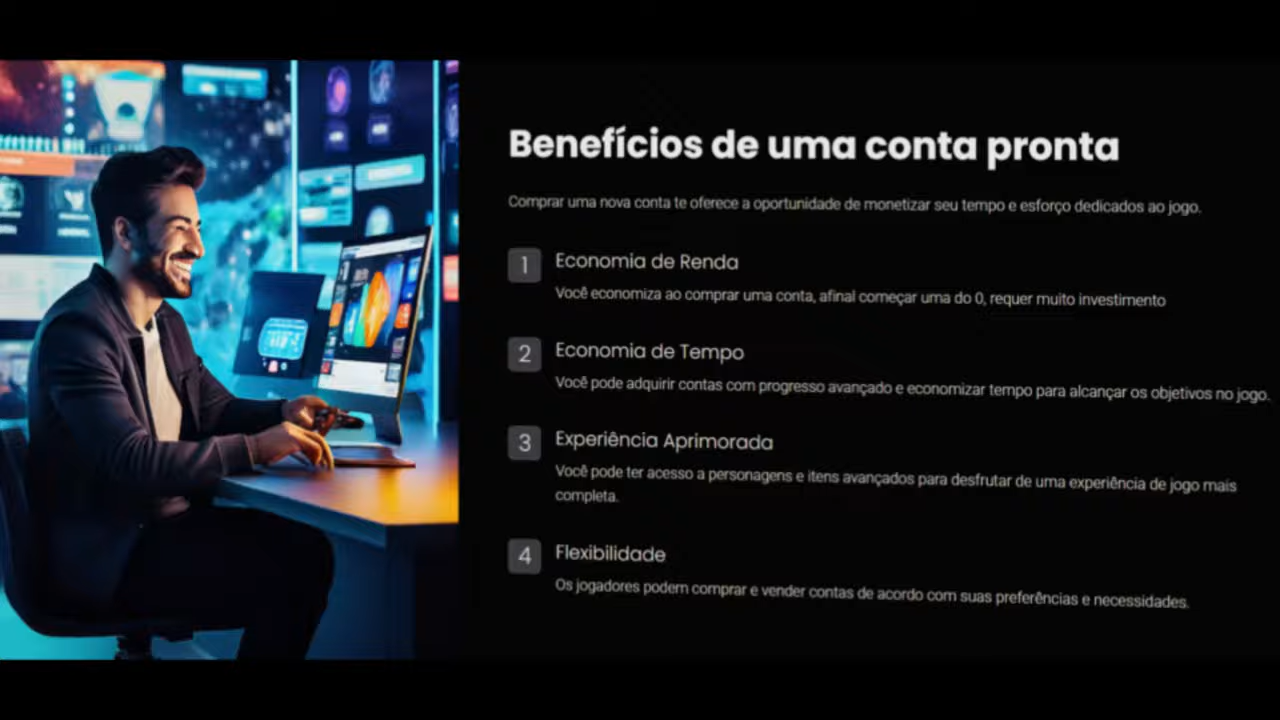 Benefícios de uma conta pronta
Comprar uma nova conta te oferece a oportunidade de monetizar seu tempo e esforço dedicados ao jogo.
1 Economia de Renda
Você economiza ao comprar uma conta, afinal começar uma do 0, requer muito investimento
2 Economia de Tempo
Você pode adquirir contas com progresso avançado e economizar tempo para alcançar os objetivos no jogo.
3 Experiência Aprimorada
Você pode ter acesso a personagens e itens avançados para desfrutar de uma experiência de jogo mais
completa.
4 Flexibilidade
Os jogadores podem comprar e vender contas de acordo com suas preferências e necessidades.